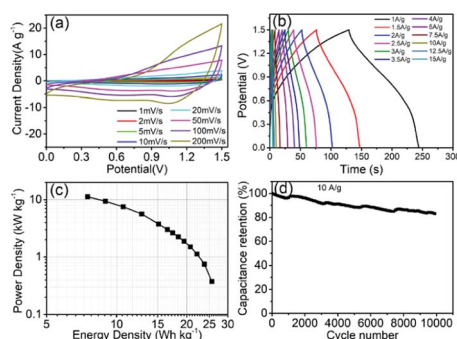 (a)
Current Density(A g⁻¹)
20
10
0
-10
-20
1mV/s 20mV/s
2mV/s 50mV/s
5mV/s 100mV/s
10mV/s 200mV/s
0.0 0.3 0.6 0.9 1.2 1.5
Potential(V)
(b)
Potential (V)
1.5
1.2
0.9
0.6
0.3
0.0
1A/g 4A/g
1.5A/g 5A/g
2A/g 7.5A/g
2.5A/g 10A/g
3A/g 12.5A/g
3.5A/g 15A/g
0 50 100 150 200 250 300
Time (s)
(c)
Power Density (kW kg⁻¹)
10
1
0.1
5 10 15 20 25 30
Energy Density (Wh kg⁻¹)
(d)
10 A/g
Capacitance retention (%)
100
80
60
40
20
0
0 2000 4000 6000 8000 10000
Cycle number